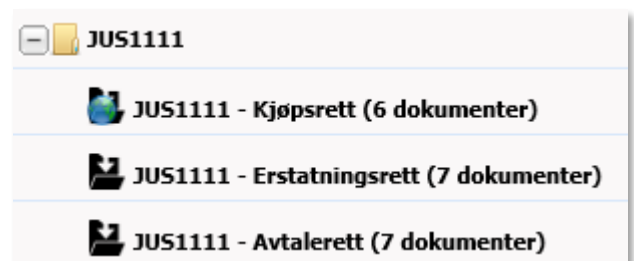 JUS1111
JUS1111 - Kjøpsrett (6 dokumenter)
JUS1111 - Erstatningsrett (7 dokumenter)
JUS1111 - Avtalerett (7 dokumenter)